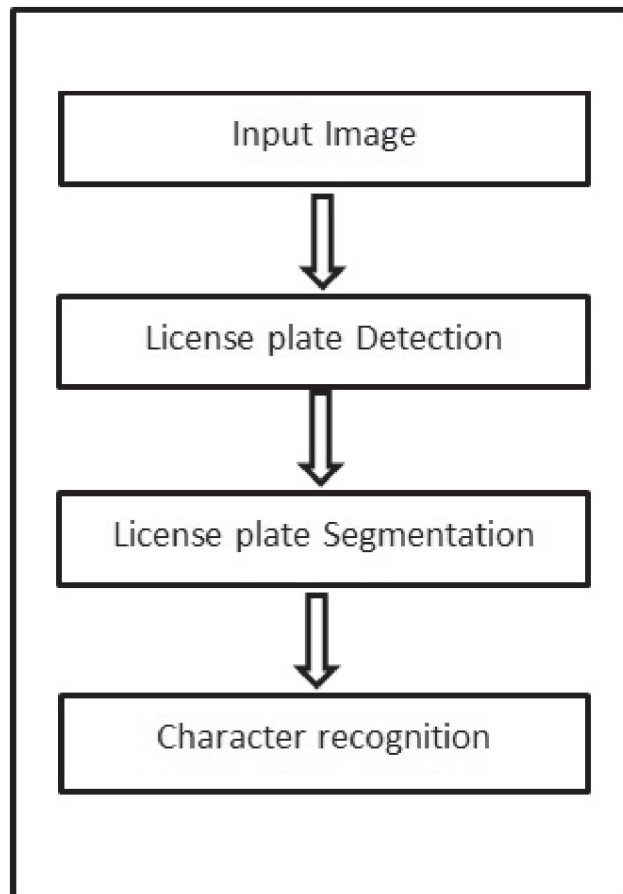 Input Image
License plate Detection
License plate Segmentation
Character recognition